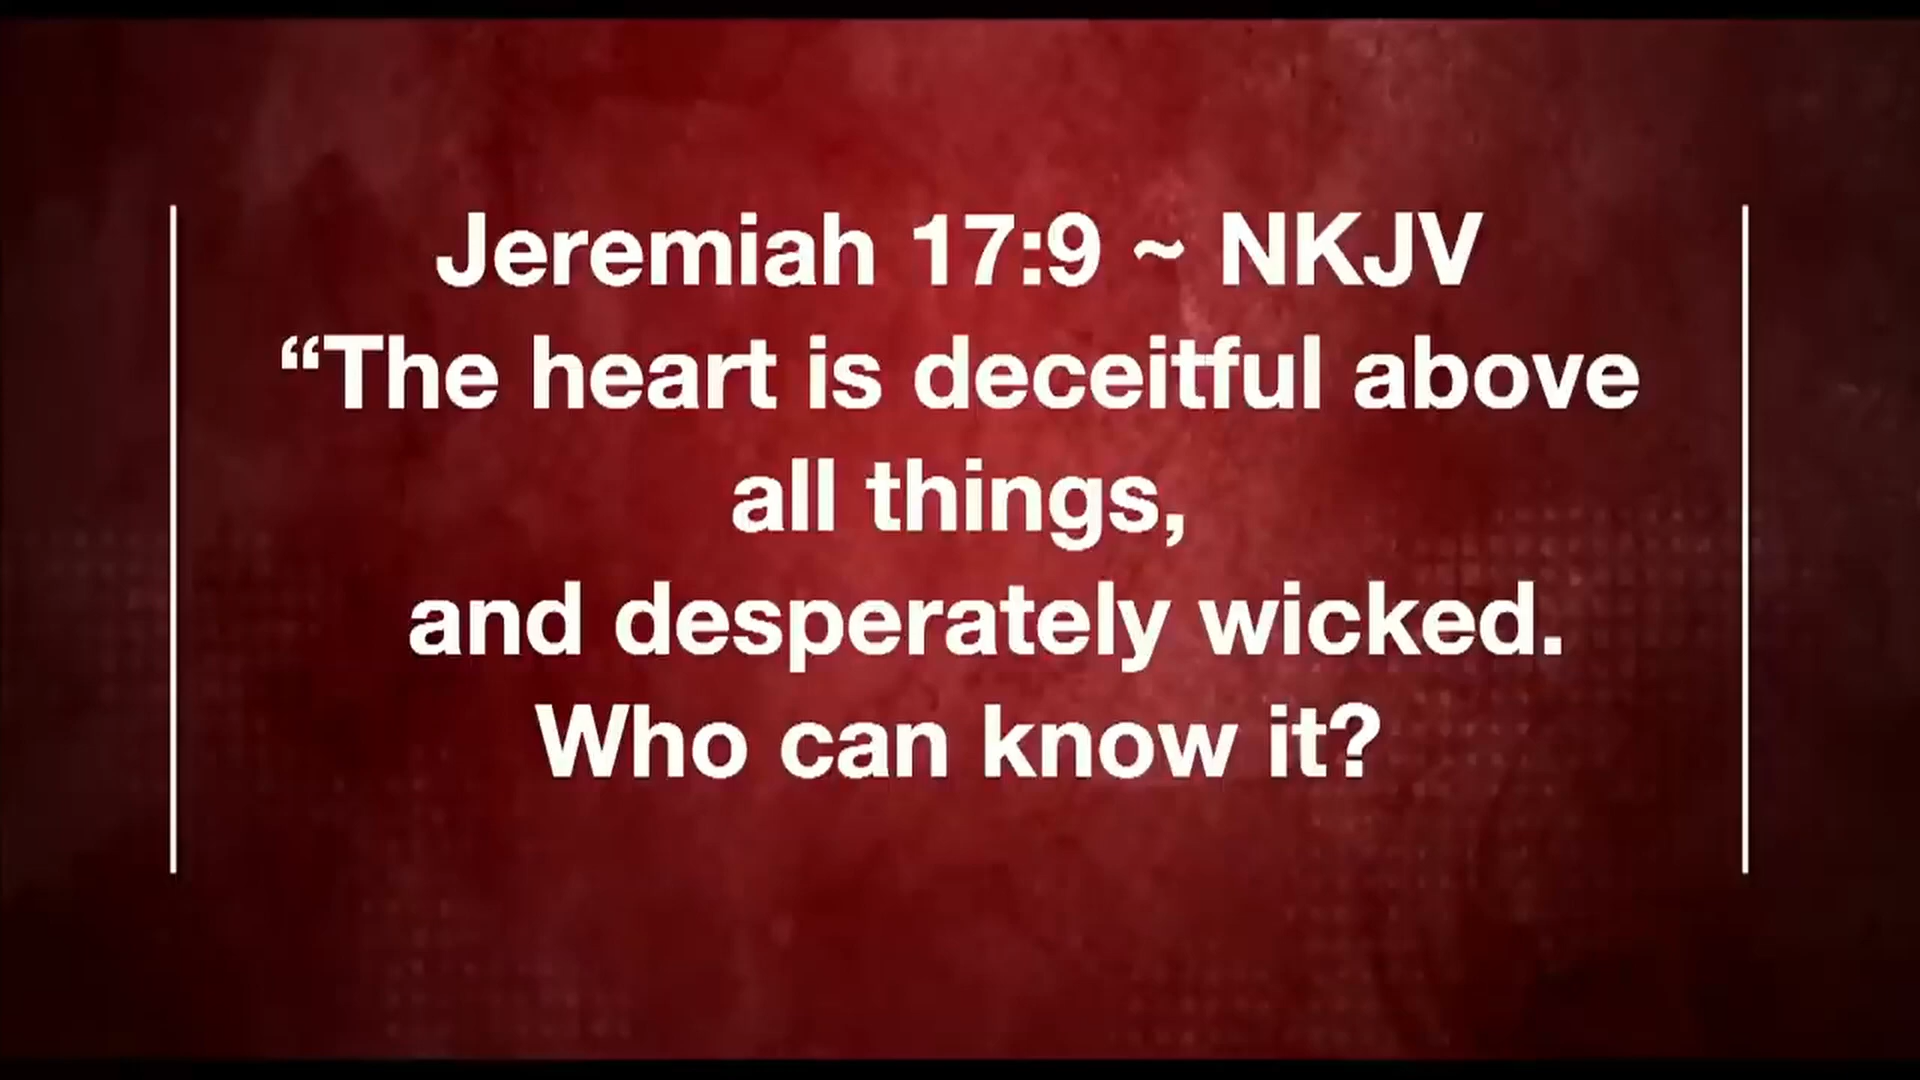 Jeremiah 17:9 ~ NKJV
“The heart is deceitful above
all things,
and desperately wicked.
Who can know it?